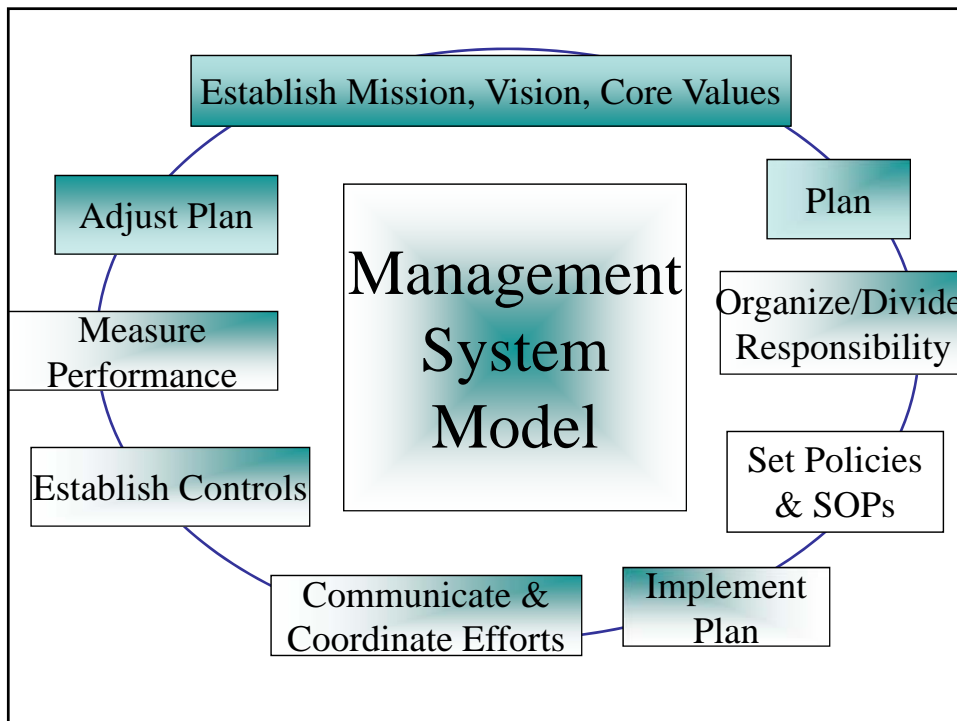 Establish Mission, Vision, Core Values
Plan
Organize/Divide
Responsibility
Set Policies
& SOPs
Implement
Plan
Communicate &
Coordinate Efforts
Establish Controls
Measure
Performance
Adjust Plan
Management
System
Model